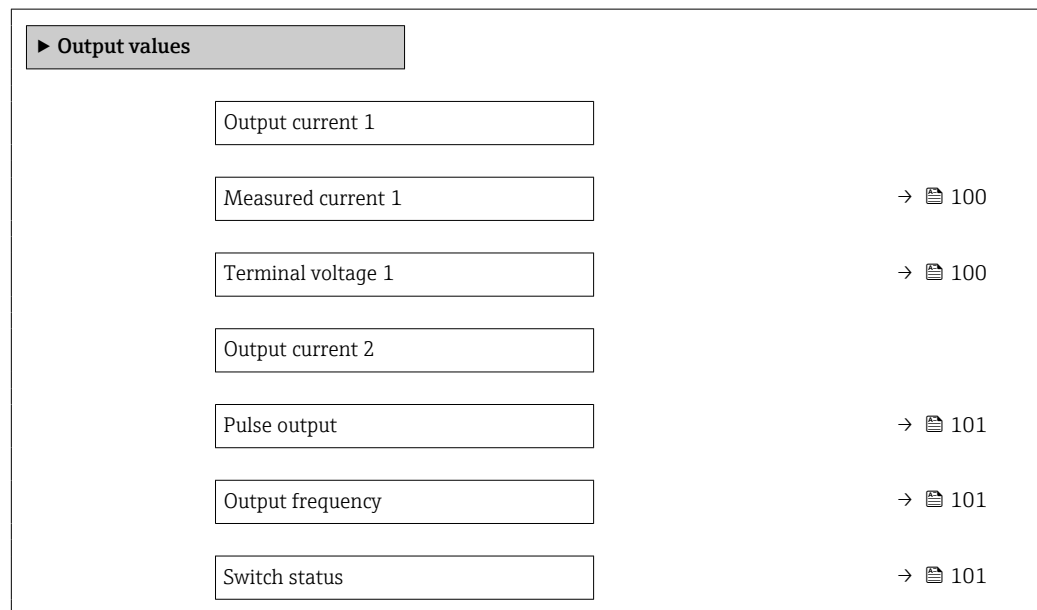 ▶ Output values
Output current 1
Measured current 1 → 🖹 100
Terminal voltage 1 → 🖹 100
Output current 2
Pulse output → 🖹 101
Output frequency → 🖹 101
Switch status → 🖹 101